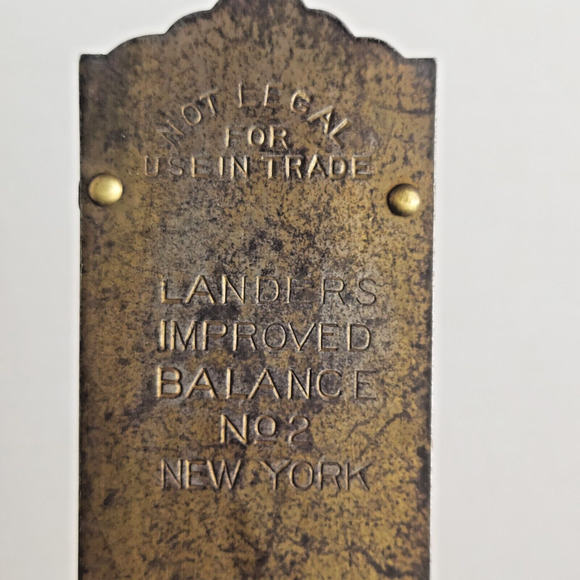 NOT LEGAL
FOR
USE IN TRADE
LANDERS
IMPROVED
BALANCE
No 2
NEW YORK